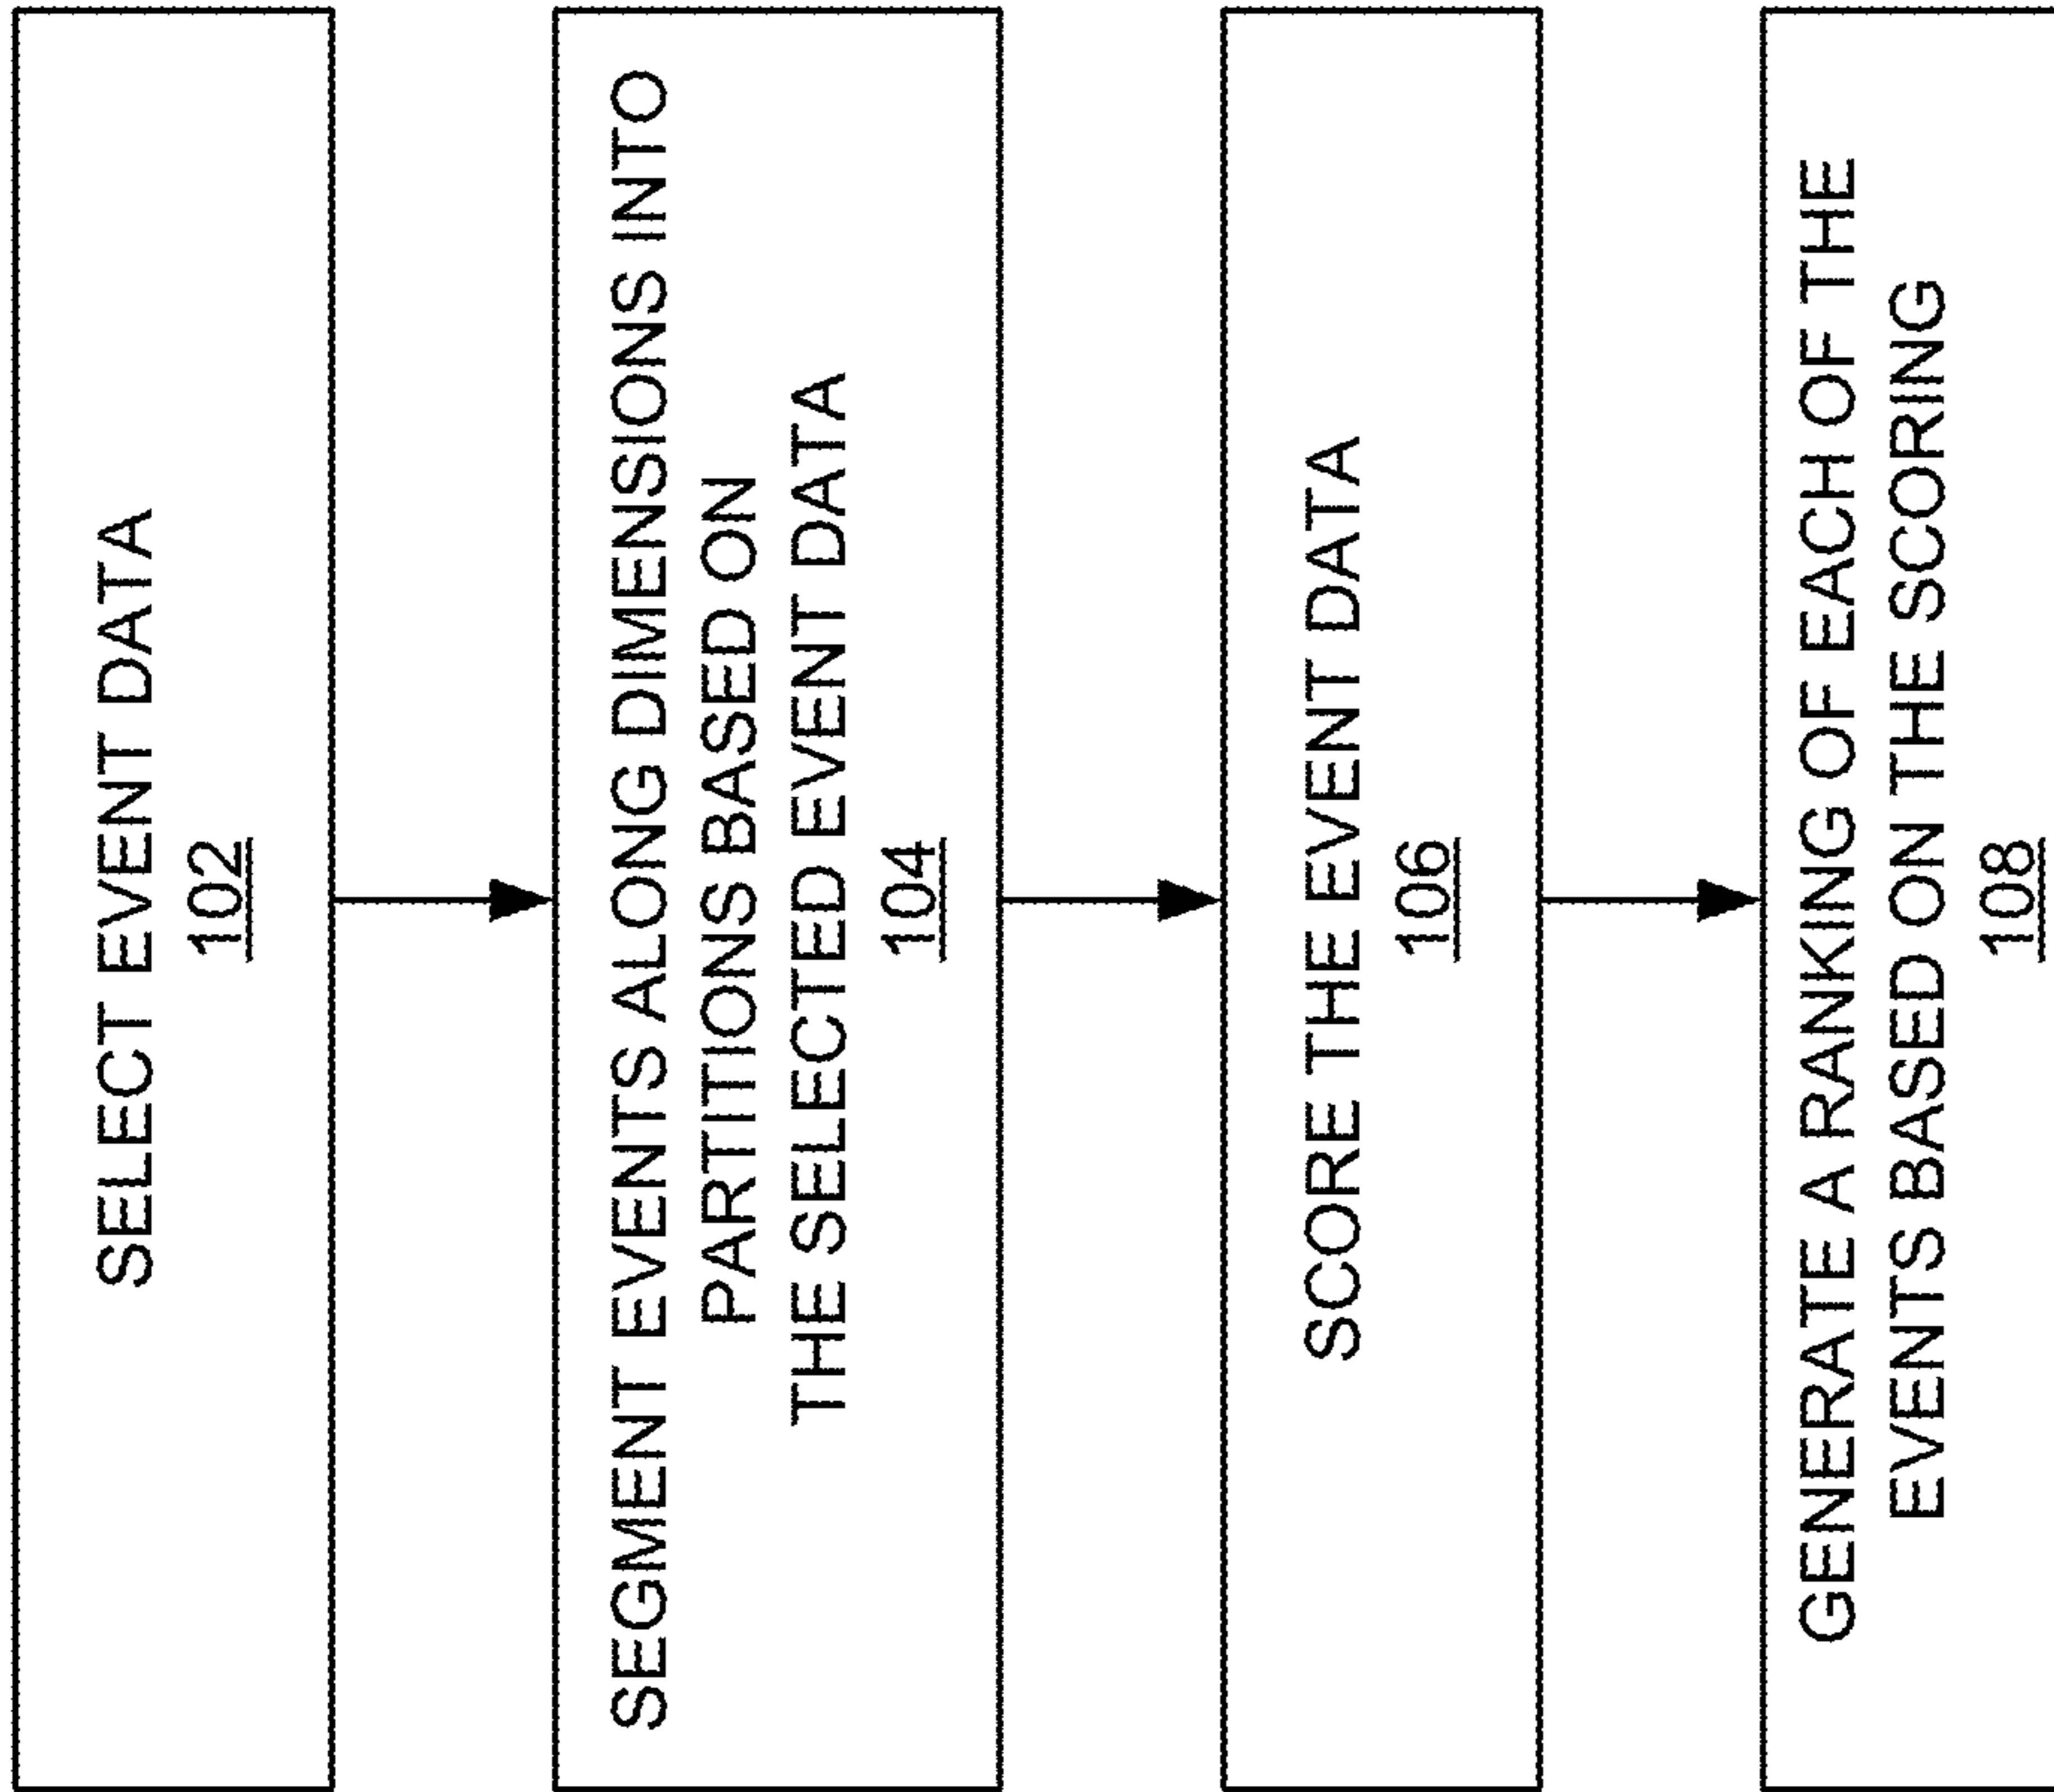 SELECT EVENT DATA
102
SEGMENT EVENTS ALONG DIMENSIONS INTO
PARTITIONS BASED ON
THE SELECTED EVENT DATA
104
SCORE THE EVENT DATA
106
GENERATE A RANKING OF EACH OF THE
EVENTS BASED ON THE SCORING
108